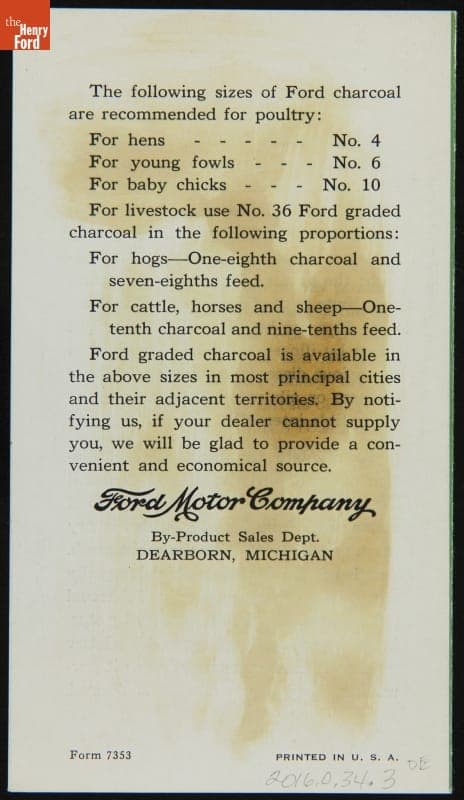 the
Henry
Ford
The following sizes of Ford charcoal
are recommended for poultry:
For hens - - - - - No. 4
For young fowls - - - No. 6
For baby chicks - - - No. 10
For livestock use No. 36 Ford graded
charcoal in the following proportions:
For hogs—One-eighth charcoal and
seven-eighths feed.
For cattle, horses and sheep—One-
tenth charcoal and nine-tenths feed.
Ford graded charcoal is available in
the above sizes in most principal cities
and their adjacent territories. By noti-
fying us, if your dealer cannot supply
you, we will be glad to provide a con-
venient and economical source.
Ford Motor Company
By-Product Sales Dept.
DEARBORN, MICHIGAN
Form 7353
PRINTED IN U. S. A.
DE
2016.0.34.3